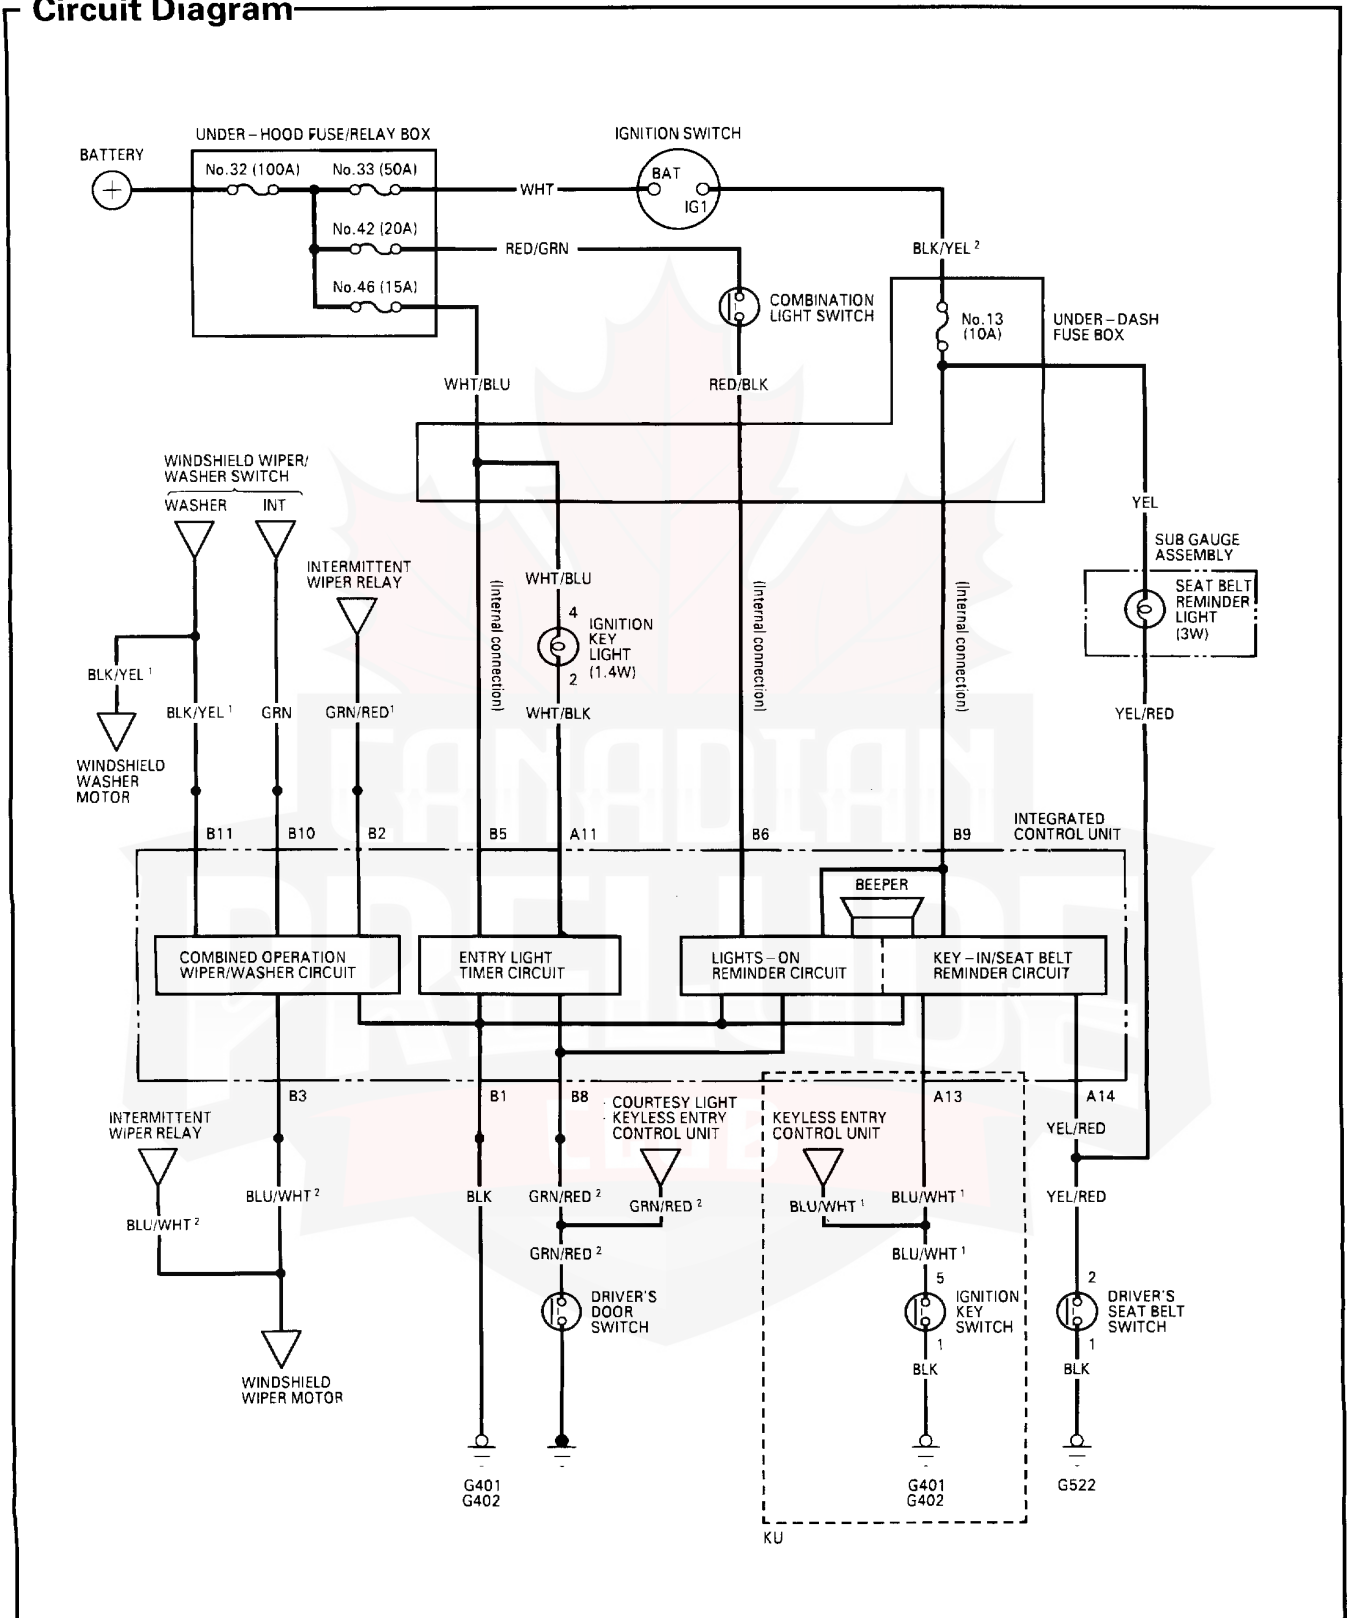 Circuit Diagram
UNDER-HOOD FUSE/RELAY BOX
IGNITION SWITCH
BATTERY
No.32 (100A)
No.33 (50A)
WHT
BAT
IG1
No.42 (20A)
RED/GRN
BLK/YEL 2
No.46 (15A)
COMBINATION
LIGHT SWITCH
No.13
(10A)
UNDER-DASH
FUSE BOX
WHT/BLU
RED/BLK
WINDSHIELD WIPER/
WASHER SWITCH
WASHER
INT
YEL
INTERMITTENT
WIPER RELAY
SUB GAUGE
ASSEMBLY
WHT/BLU
(Internal connection)
(Internal connection)
(Internal connection)
SEAT BELT
REMINDER
LIGHT
(3W)
4
IGNITION
KEY
LIGHT
(1.4W)
2
BLK/YEL 1
BLK/YEL 1
GRN
GRN/RED 1
WHT/BLK
YEL/RED
WINDSHIELD
WASHER
MOTOR
CANADIAN
PRELUDE
CLUB
B11
B10
B2
B5
A11
B6
B9
INTEGRATED
CONTROL UNIT
BEEPER
COMBINED OPERATION
WIPER/WASHER CIRCUIT
ENTRY LIGHT
TIMER CIRCUIT
LIGHTS-ON
REMINDER CIRCUIT
KEY-IN/SEAT BELT
REMINDER CIRCUIT
B3
B1
B8
A13
A14
INTERMITTENT
WIPER RELAY
COURTESY LIGHT
KEYLESS ENTRY
CONTROL UNIT
KEYLESS ENTRY
CONTROL UNIT
YEL/RED
BLU/WHT 2
BLK
GRN/RED 2
GRN/RED 2
BLU/WHT 1
BLU/WHT 1
YEL/RED
BLU/WHT 2
GRN/RED 2
BLU/WHT 1
DRIVER'S
DOOR
SWITCH
5
IGNITION
KEY
SWITCH
1
2
DRIVER'S
SEAT BELT
SWITCH
1
WINDSHIELD
WIPER MOTOR
BLK
BLK
G401
G402
G401
G402
G522
KU